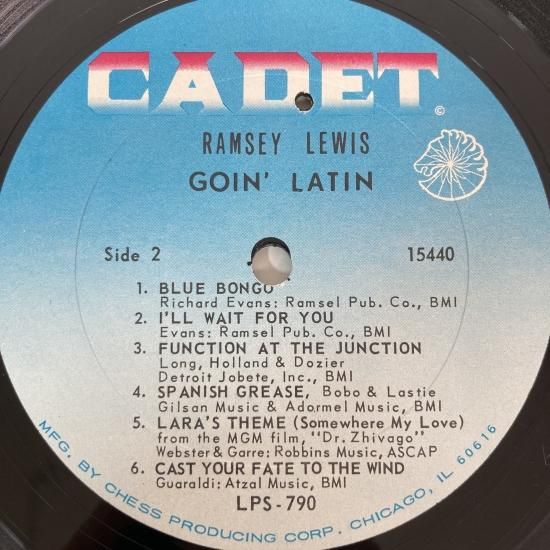 CADET
©
RAMSEY LEWIS
GOIN' LATIN
Side 2
15440
1. BLUE BONGO
Richard Evans: Ramsel Pub. Co., BMI
2. I'LL WAIT FOR YOU
Evans: Ramsel Pub. Co., BMI
3. FUNCTION AT THE JUNCTION
Long, Holland & Dozier
Detroit Jobete, Inc., BMI
4. SPANISH GREASE, Bobo & Lastie
Gilsan Music & Adormel Music, BMI
5. LARA'S THEME (Somewhere My Love)
from the MGM film, "Dr. Zhivago"
Webster & Garre: Robbins Music, ASCAP
6. CAST YOUR FATE TO THE WIND
Guaraldi: Atzal Music, BMI
LPS-790
MFG. BY CHESS PRODUCING CORP. CHICAGO, IL 60616